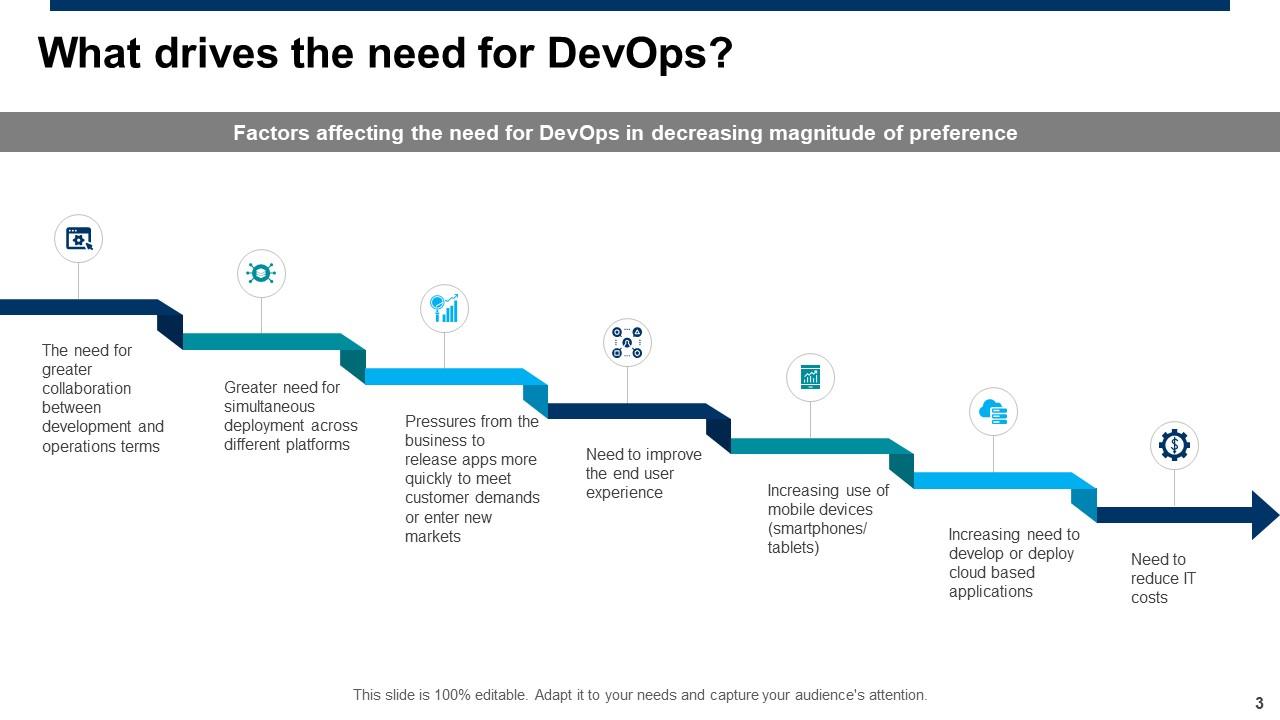 What drives the need for DevOps?
Factors affecting the need for DevOps in decreasing magnitude of preference
The need for
greater
collaboration
between
development and
operations terms
Greater need for
simultaneous
deployment across
different platforms
Pressures from the
business to
release apps more
quickly to meet
customer demands
or enter new
markets
Need to improve
the end user
experience
Increasing use of
mobile devices
(smartphones/
tablets)
Increasing need to
develop or deploy
cloud based
applications
$
Need to
reduce IT
costs
This slide is 100% editable. Adapt it to your needs and capture your audience's attention.
3